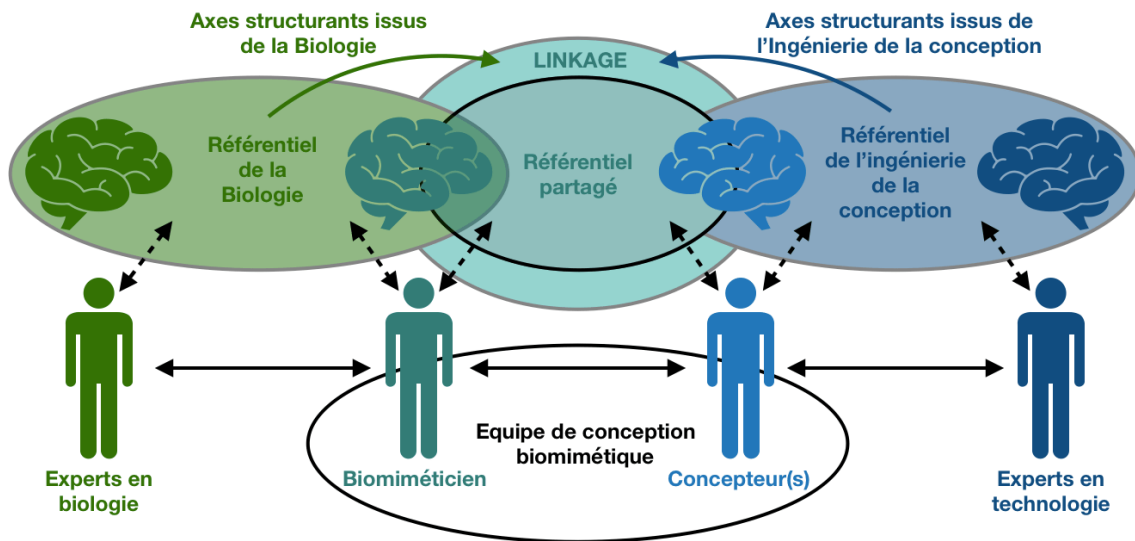 Axes structurants issus
de la Biologie
Axes structurants issus de
l’Ingénierie de la conception
LINKAGE
Référentiel
de la
Biologie
Référentiel
partagé
Référentiel
de l’ingénierie
de la
conception
Equipe de conception
biomimétique
Experts en
biologie
Biomiméticien
Concepteur(s)
Experts en
technologie